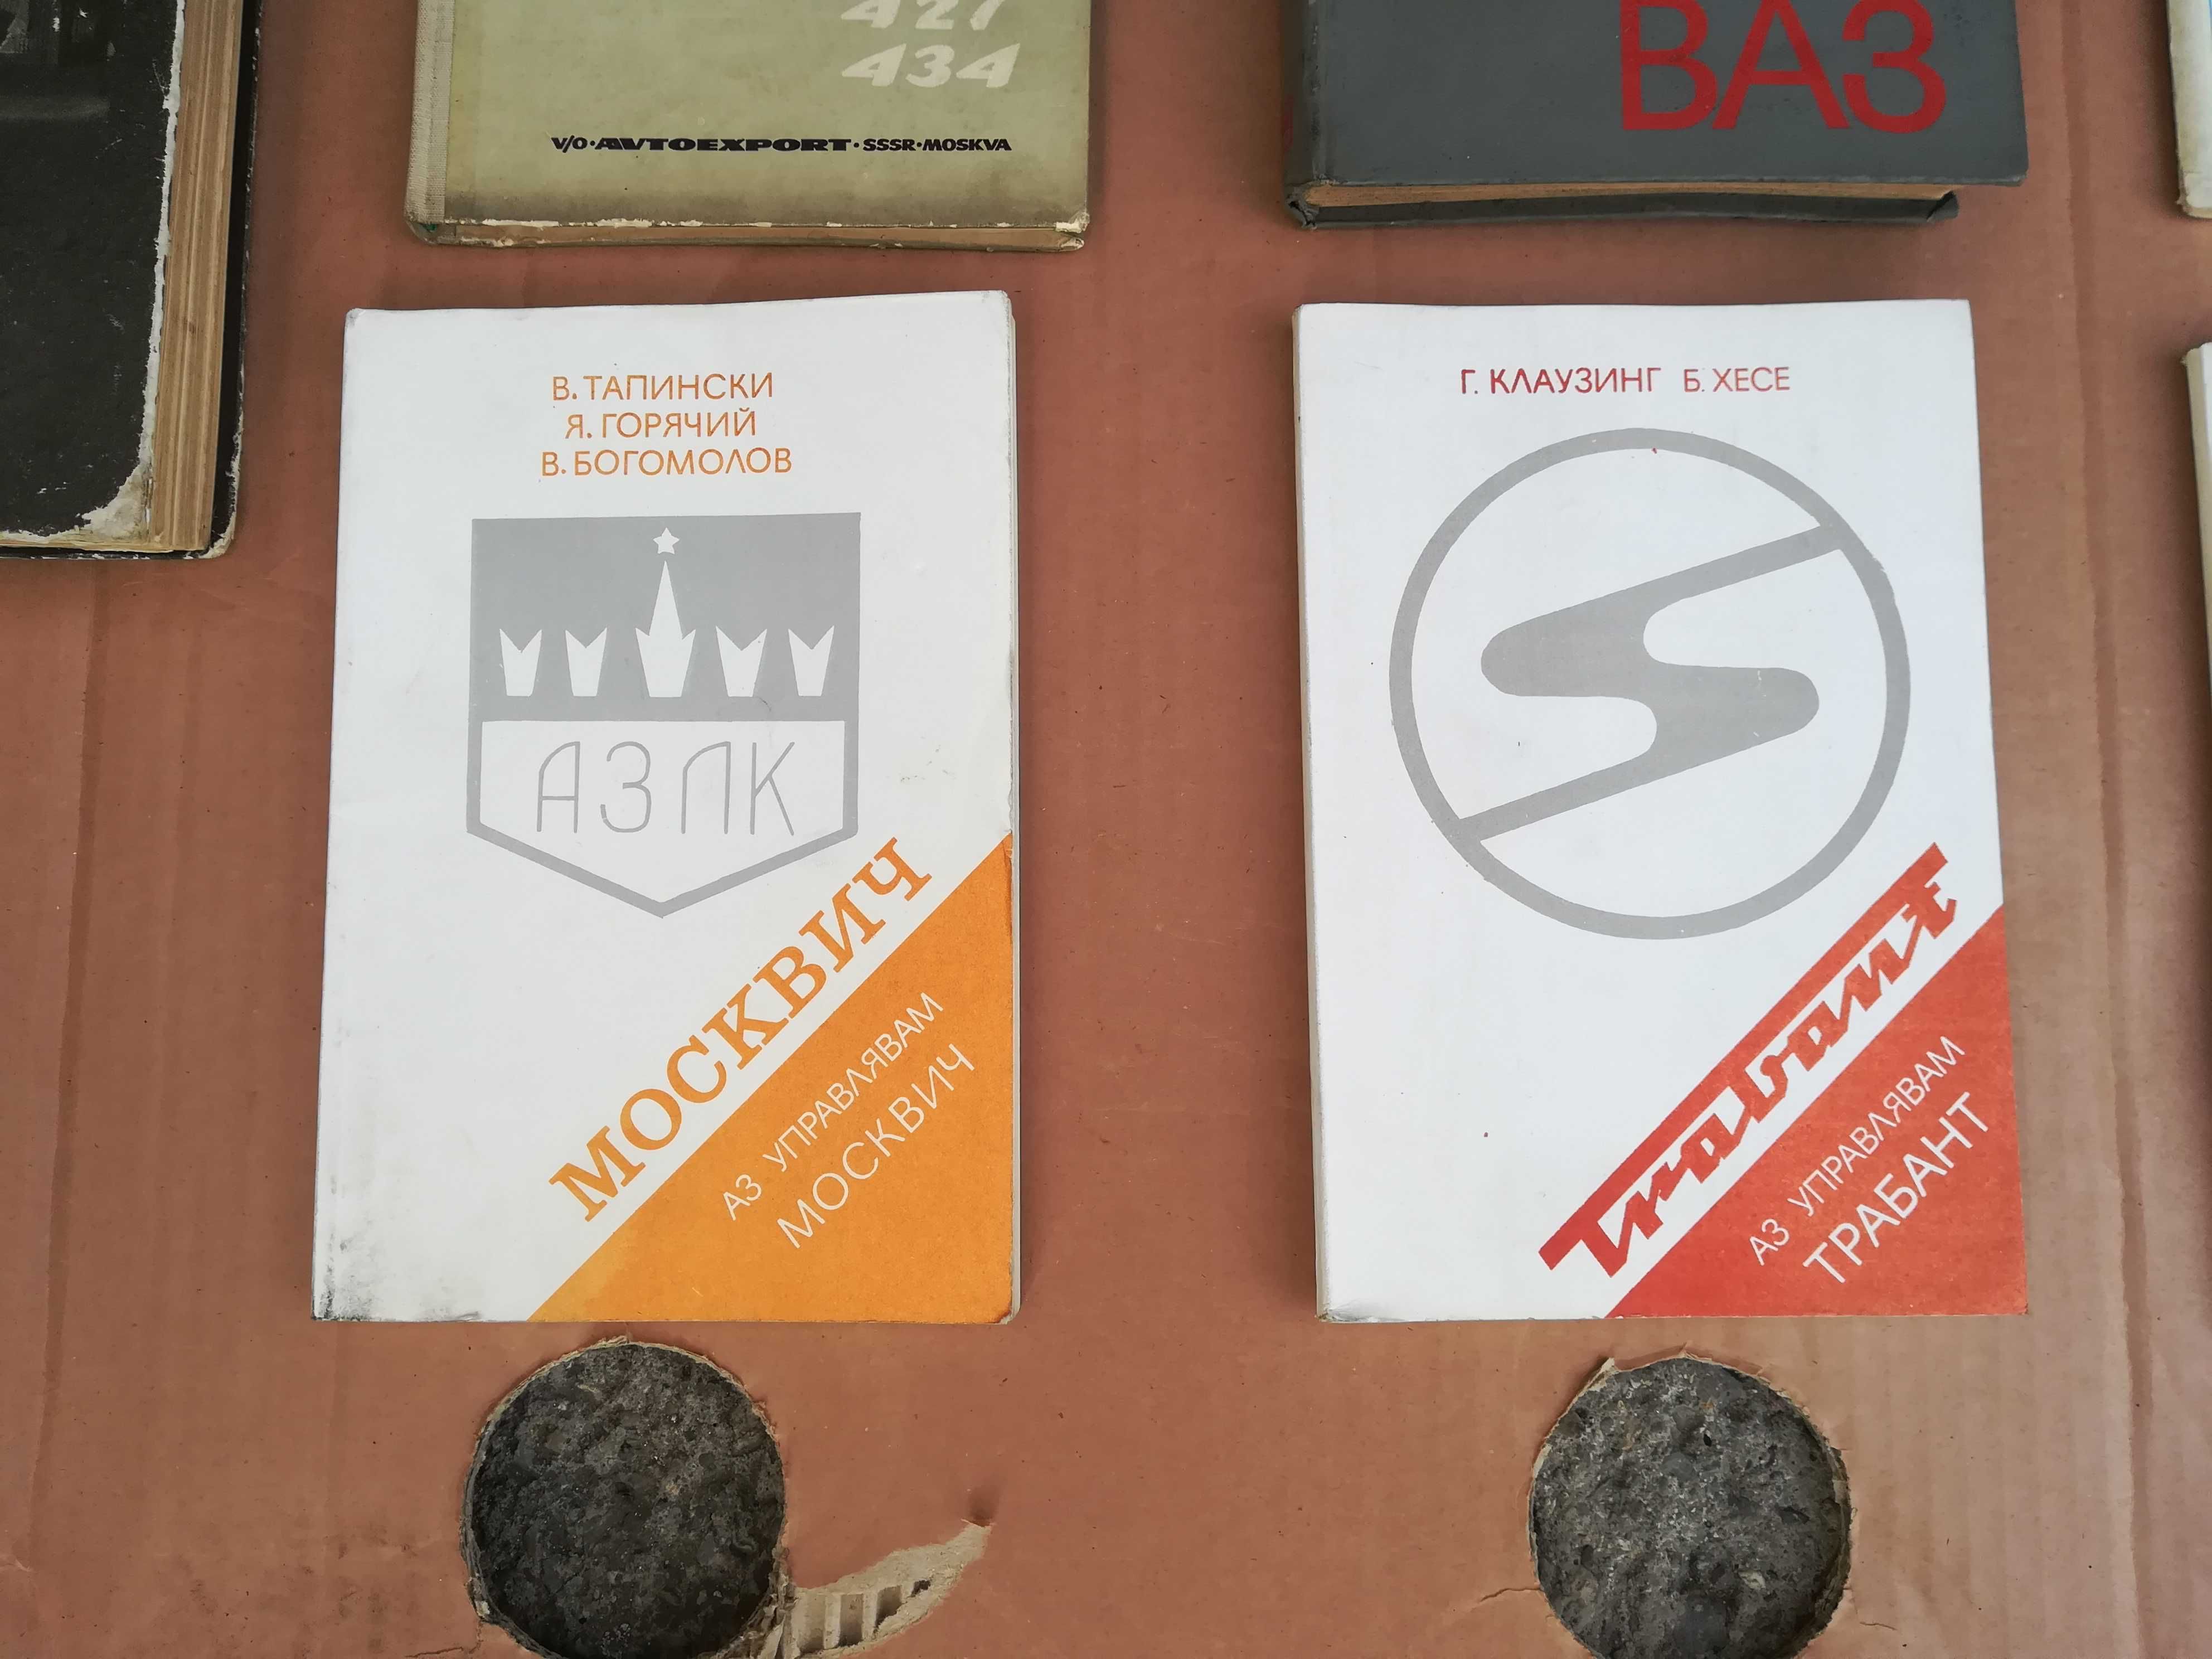 427
434
V/O·AVTOEXPORT·SSSR·MOSKVA
ВАЗ
В. ТАПИНСКИ
Я. ГОРЯЧИЙ
В. БОГОМОЛОВ
АЗЛК
МОСКВИЧ
АЗ УПРАВЛЯВАМ
МОСКВИЧ
Г. КЛАУЗИНГ Б. ХЕСЕ
S
Trabant
АЗ УПРАВЛЯВАМ
ТРАБАНТ